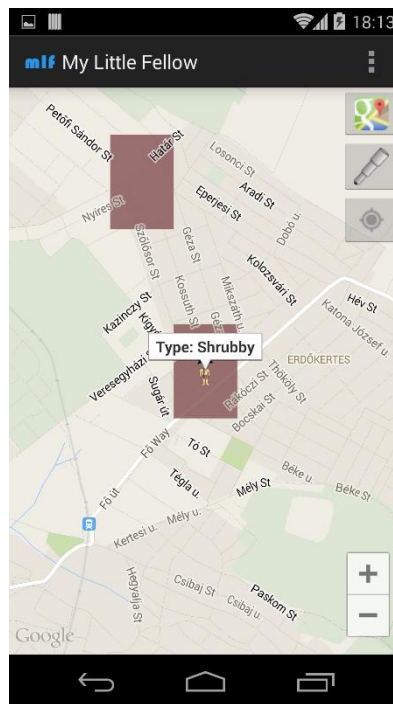 18:13
mlf My Little Fellow
Petőfi Sándor St
Határ St
Losonci St
Aradi St
Eperjesi St
Nyíres St
Dobó u.
Szőlősor St
Géza St
Kolozsvári St
Kossuth St
Mikszáth u.
Hév St
Katona József u.
Kazinczy St
Type: Shrubby
ERDŐKERTES
Veresegyházi
Sugár út
Thököly St
Rákóczi St
Bocskai St
Fő Way
Tó St
Tégla u.
Mély St
Béke u.
Béke St
Fő út
Mély u.
Kertesi u.
Hegyalja St
Csibaj St
Csibaj u.
Paskom St
+
−
Google